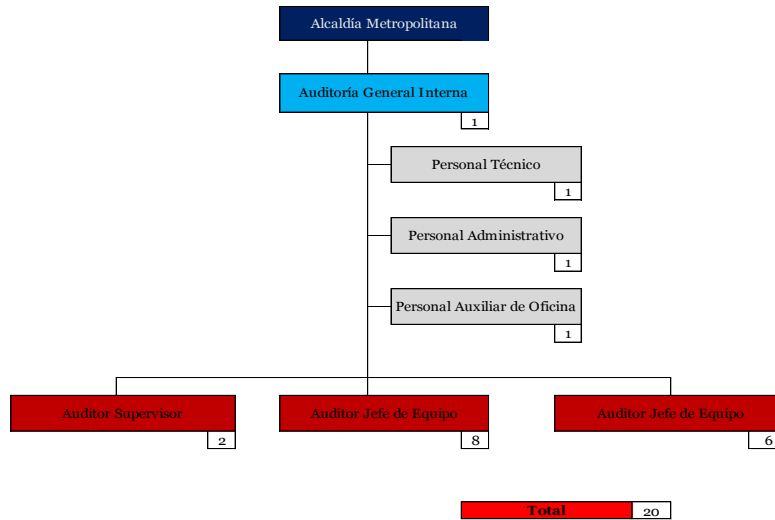 Alcaldía Metropolitana
Auditoría General Interna
1
Personal Técnico
1
Personal Administrativo
1
Personal Auxiliar de Oficina
1
Auditor Supervisor
2
Auditor Jefe de Equipo
8
Auditor Jefe de Equipo
6
Total 20